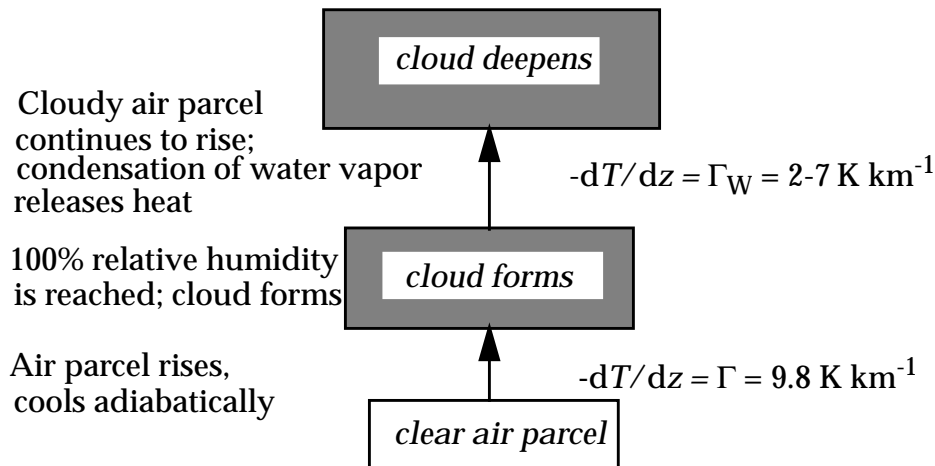 cloud deepens
Cloudy air parcel
continues to rise;
condensation of water vapor
releases heat
-dT/dz = Γ_W = 2-7 K km⁻¹
100% relative humidity
is reached; cloud forms
cloud forms
Air parcel rises,
cools adiabatically
-dT/dz = Γ = 9.8 K km⁻¹
clear air parcel